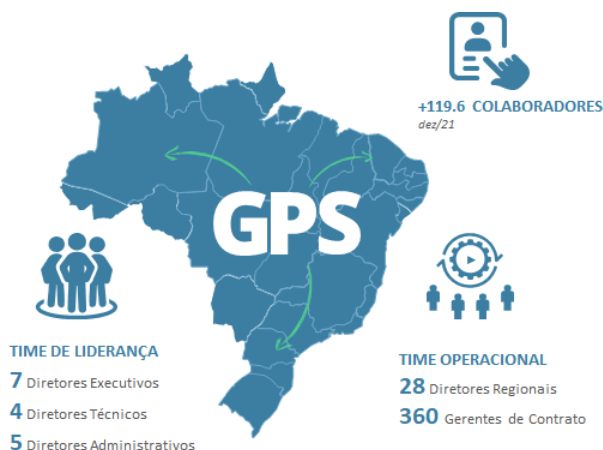 +119.6 COLABORADORES
dez/21
GPS
TIME DE LIDERANÇA
7 Diretores Executivos
4 Diretores Técnicos
5 Diretores Administrativos
TIME OPERACIONAL
28 Diretores Regionais
360 Gerentes de Contrato